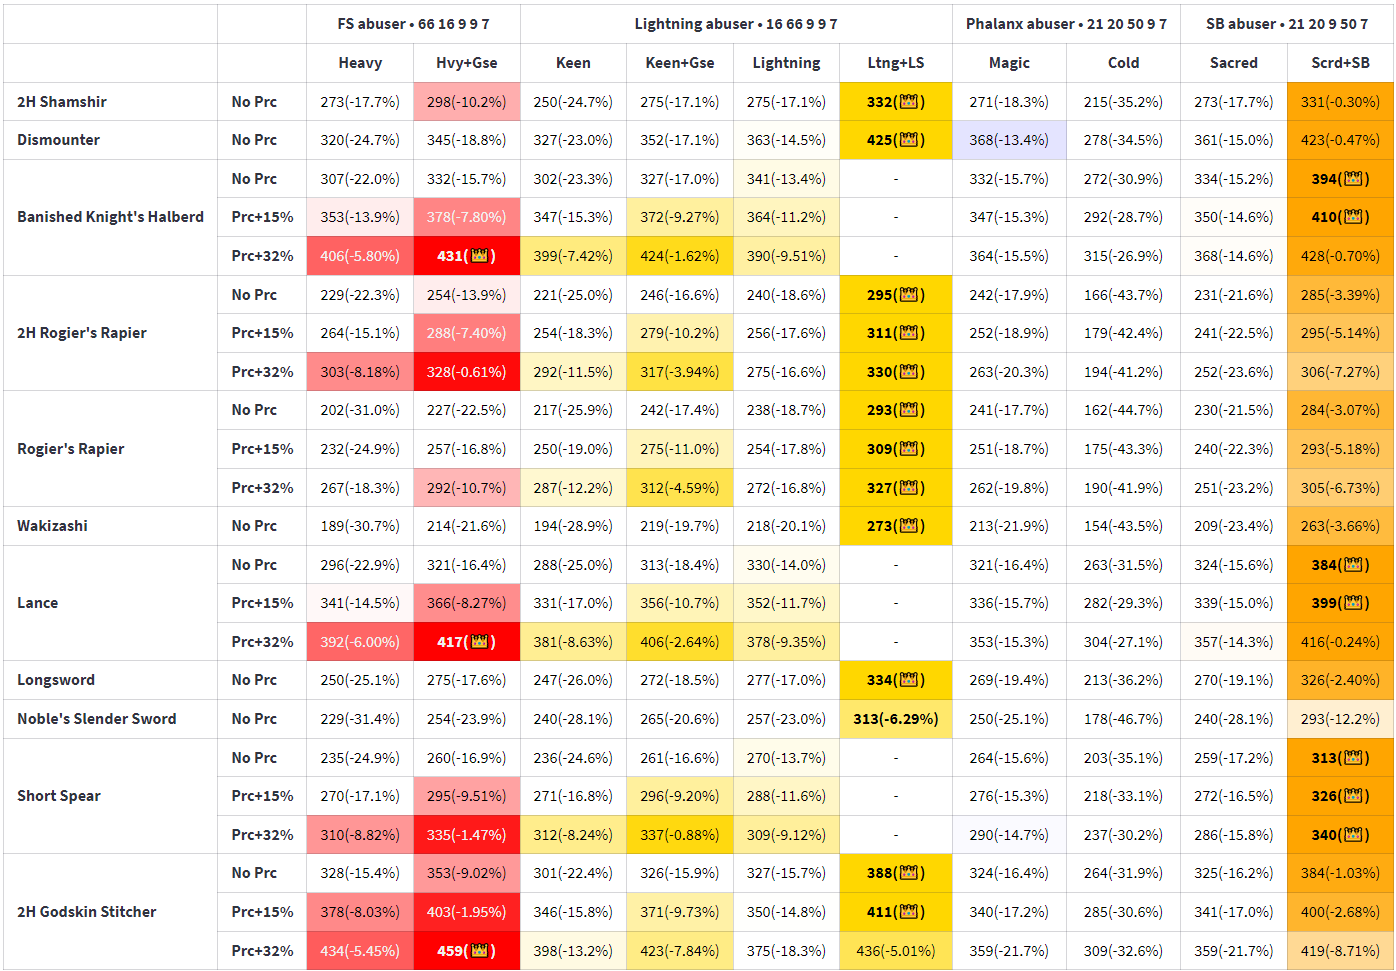 FS abuser • 66 16 9 9 7 Lightning abuser • 16 66 9 9 7 Phalanx abuser • 21 20 50 9 7 SB abuser • 21 20 9 50 7
Heavy Hvy+Gse Keen Keen+Gse Lightning Ltng+LS Magic Cold Sacred Scrd+SB
2H Shamshir No Prc 273(-17.7%) 298(-10.2%) 250(-24.7%) 275(-17.1%) 275(-17.1%) 332(👑) 271(-18.3%) 215(-35.2%) 273(-17.7%) 331(-0.30%)
Dismounter No Prc 320(-24.7%) 345(-18.8%) 327(-23.0%) 352(-17.1%) 363(-14.5%) 425(👑) 368(-13.4%) 278(-34.5%) 361(-15.0%) 423(-0.47%)
No Prc 307(-22.0%) 332(-15.7%) 302(-23.3%) 327(-17.0%) 341(-13.4%) - 332(-15.7%) 272(-30.9%) 334(-15.2%) 394(👑)
Banished Knight's Halberd Prc+15% 353(-13.9%) 378(-7.80%) 347(-15.3%) 372(-9.27%) 364(-11.2%) - 347(-15.3%) 292(-28.7%) 350(-14.6%) 410(👑)
Prc+32% 406(-5.80%) 431(👑) 399(-7.42%) 424(-1.62%) 390(-9.51%) - 364(-15.5%) 315(-26.9%) 368(-14.6%) 428(-0.70%)
No Prc 229(-22.3%) 254(-13.9%) 221(-25.0%) 246(-16.6%) 240(-18.6%) 295(👑) 242(-17.9%) 166(-43.7%) 231(-21.6%) 285(-3.39%)
2H Rogier's Rapier Prc+15% 264(-15.1%) 288(-7.40%) 254(-18.3%) 279(-10.2%) 256(-17.6%) 311(👑) 252(-18.9%) 179(-42.4%) 241(-22.5%) 295(-5.14%)
Prc+32% 303(-8.18%) 328(-0.61%) 292(-11.5%) 317(-3.94%) 275(-16.6%) 330(👑) 263(-20.3%) 194(-41.2%) 252(-23.6%) 306(-7.27%)
No Prc 202(-31.0%) 227(-22.5%) 217(-25.9%) 242(-17.4%) 238(-18.7%) 293(👑) 241(-17.7%) 162(-44.7%) 230(-21.5%) 284(-3.07%)
Rogier's Rapier Prc+15% 232(-24.9%) 257(-16.8%) 250(-19.0%) 275(-11.0%) 254(-17.8%) 309(👑) 251(-18.7%) 175(-43.3%) 240(-22.3%) 293(-5.18%)
Prc+32% 267(-18.3%) 292(-10.7%) 287(-12.2%) 312(-4.59%) 272(-16.8%) 327(👑) 262(-19.8%) 190(-41.9%) 251(-23.2%) 305(-6.73%)
Wakizashi No Prc 189(-30.7%) 214(-21.6%) 194(-28.9%) 219(-19.7%) 218(-20.1%) 273(👑) 213(-21.9%) 154(-43.5%) 209(-23.4%) 263(-3.66%)
No Prc 296(-22.9%) 321(-16.4%) 288(-25.0%) 313(-18.4%) 330(-14.0%) - 321(-16.4%) 263(-31.5%) 324(-15.6%) 384(👑)
Lance Prc+15% 341(-14.5%) 366(-8.27%) 331(-17.0%) 356(-10.7%) 352(-11.7%) - 336(-15.7%) 282(-29.3%) 339(-15.0%) 399(👑)
Prc+32% 392(-6.00%) 417(👑) 381(-8.63%) 406(-2.64%) 378(-9.35%) - 353(-15.3%) 304(-27.1%) 357(-14.3%) 416(-0.24%)
Longsword No Prc 250(-25.1%) 275(-17.6%) 247(-26.0%) 272(-18.5%) 277(-17.0%) 334(👑) 269(-19.4%) 213(-36.2%) 270(-19.1%) 326(-2.40%)
Noble's Slender Sword No Prc 229(-31.4%) 254(-23.9%) 240(-28.1%) 265(-20.6%) 257(-23.0%) 313(-6.29%) 250(-25.1%) 178(-46.7%) 240(-28.1%) 293(-12.2%)
No Prc 235(-24.9%) 260(-16.9%) 236(-24.6%) 261(-16.6%) 270(-13.7%) - 264(-15.6%) 203(-35.1%) 259(-17.2%) 313(👑)
Short Spear Prc+15% 270(-17.1%) 295(-9.51%) 271(-16.8%) 296(-9.20%) 288(-11.6%) - 276(-15.3%) 218(-33.1%) 272(-16.5%) 326(👑)
Prc+32% 310(-8.82%) 335(-1.47%) 312(-8.24%) 337(-0.88%) 309(-9.12%) - 290(-14.7%) 237(-30.2%) 286(-15.8%) 340(👑)
No Prc 328(-15.4%) 353(-9.02%) 301(-22.4%) 326(-15.9%) 327(-15.7%) 388(👑) 324(-16.4%) 264(-31.9%) 325(-16.2%) 384(-1.03%)
2H Godskin Stitcher Prc+15% 378(-8.03%) 403(-1.95%) 346(-15.8%) 371(-9.73%) 350(-14.8%) 411(👑) 340(-17.2%) 285(-30.6%) 341(-17.0%) 400(-2.68%)
Prc+32% 434(-5.45%) 459(👑) 398(-13.2%) 423(-7.84%) 375(-18.3%) 436(-5.01%) 359(-21.7%) 309(-32.6%) 359(-21.7%) 419(-8.71%)